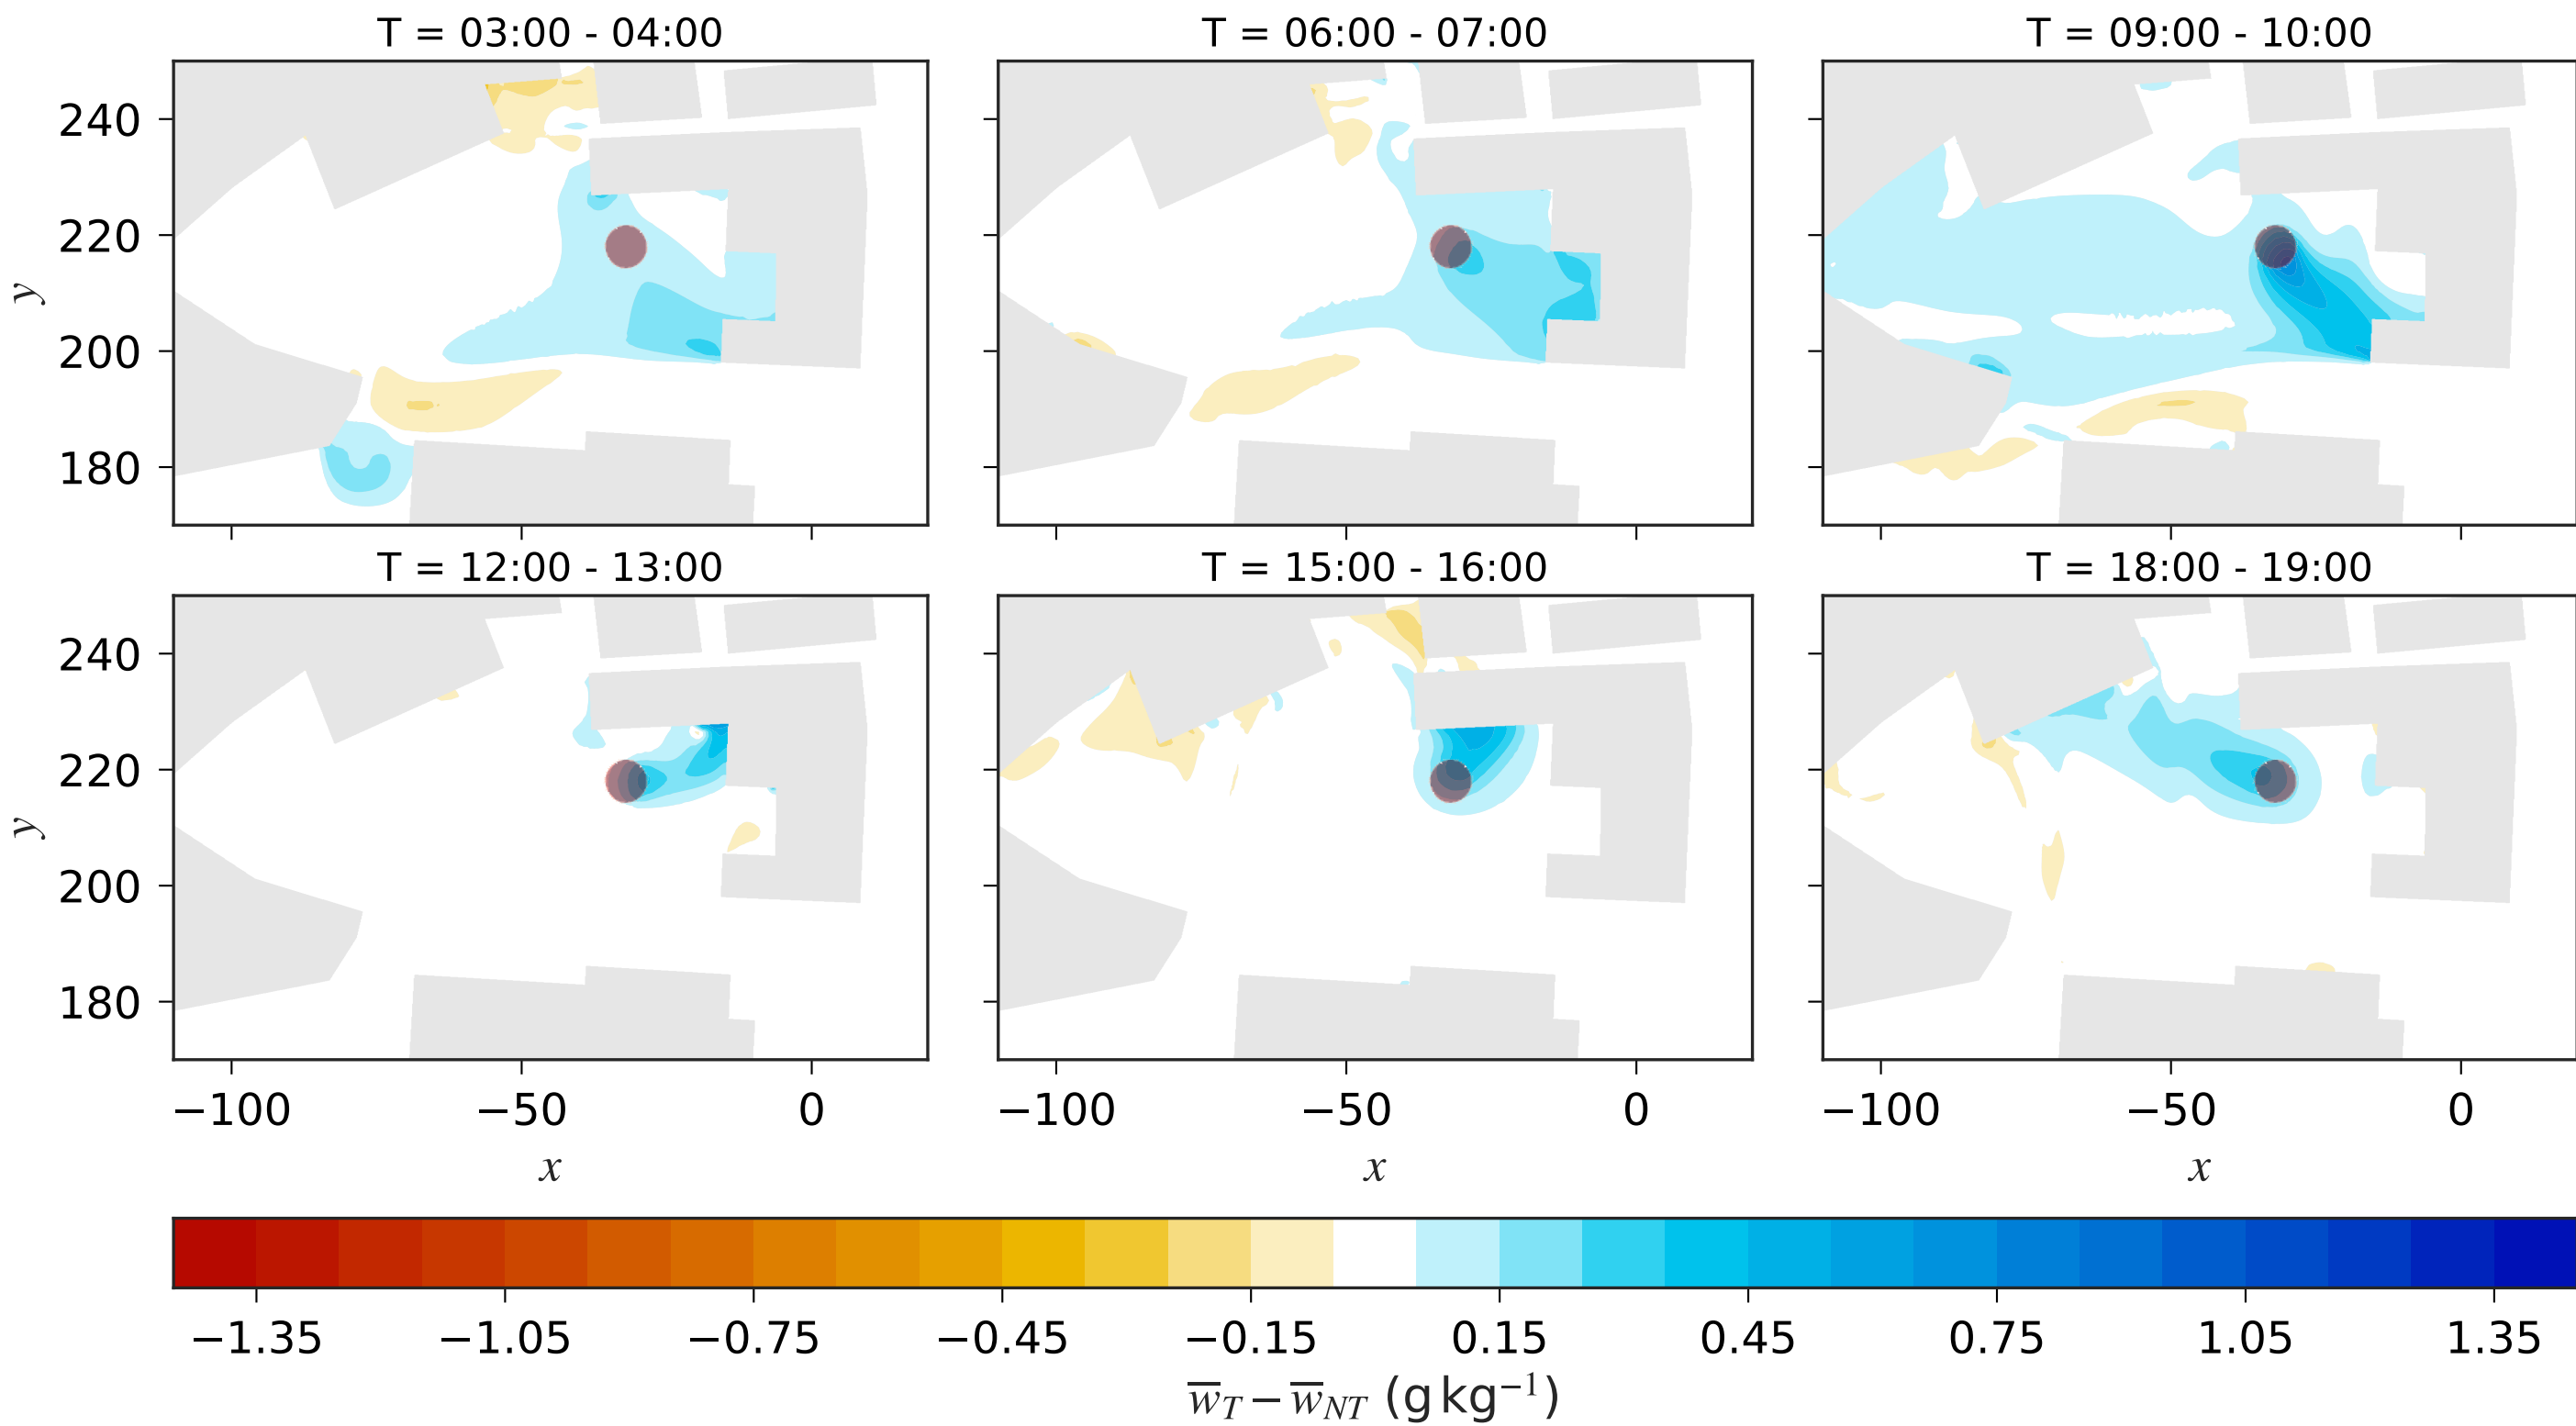 T = 03:00 - 04:00 T = 06:00 - 07:00 T = 09:00 - 10:00
240
220
200
180
y
T = 12:00 - 13:00 T = 15:00 - 16:00 T = 18:00 - 19:00
240
220
200
180
y
−100 −50 0 −100 −50 0 −100 −50 0
x x x
−1.35 −1.05 −0.75 −0.45 −0.15 0.15 0.45 0.75 1.05 1.35
w̅_T − w̅_NT (g kg⁻¹)